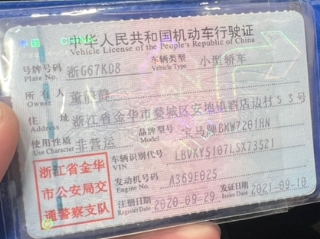 中华人民共和国机动车行驶证
Vehicle License of the People's Republic of China
号牌号码 浙G67KD8 车辆类型 小型轿车
Plate No. Vehicle Type
所有人
Owner
住址 浙江省金华市婺城区安地镇
使用性质 非营运 品牌型号 宝马牌BMW7201HN
Use Character Model
浙江省金华 车辆识别代号
VIN
市公安局交 发动机号码 A369F025
Engine No.
通警察支队 注册日期 2020-09-29 发证日期 2021-09-10
Register Date Issue Date